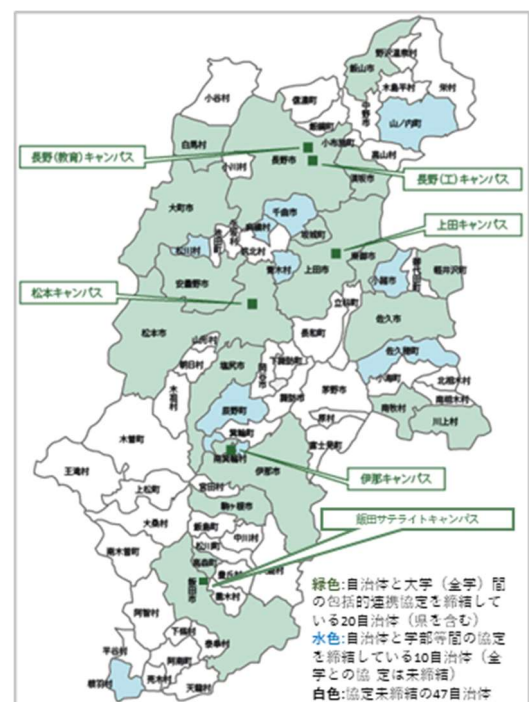 野沢温泉村
飯山市
小谷村
信濃町
木島平村
栄村
飯綱町
中野市
山ノ内町
白馬村
小布施町
高山村
長野(教育)キャンパス
長野市
小川村
須坂市
長野(工)キャンパス
大町市
千曲市
坂城町
上田キャンパス
松川村
池田町
生坂村
筑北村
麻績村
青木村
上田市
東御市
小諸市
御代田町
軽井沢町
安曇野市
松本キャンパス
立科町
佐久市
松本市
長和町
山形村
佐久穂町
朝日村
塩尻市
岡谷市
下諏訪町
小海町
北相木村
茅野市
南相木村
木祖村
諏訪市
南牧村
辰野町
原村
川上村
木曽町
箕輪町
富士見町
南箕輪村
伊那市
王滝村
伊那キャンパス
上松町
宮田村
駒ヶ根市
飯田サテライトキャンパス
大桑村
飯島町
中川村
南木曽町
松川町
高森町
豊丘村
飯田市
喬木村
阿智村
下條村
泰阜村
平谷村
阿南町
根羽村
売木村
天龍村
緑色:自治体と大学(全学)間
の包括的連携協定を締結して
いる20自治体(県を含む)
水色:自治体と学部等間の協定
を締結している10自治体(全
学との協 定は未締結)
白色:協定未締結の47自治体